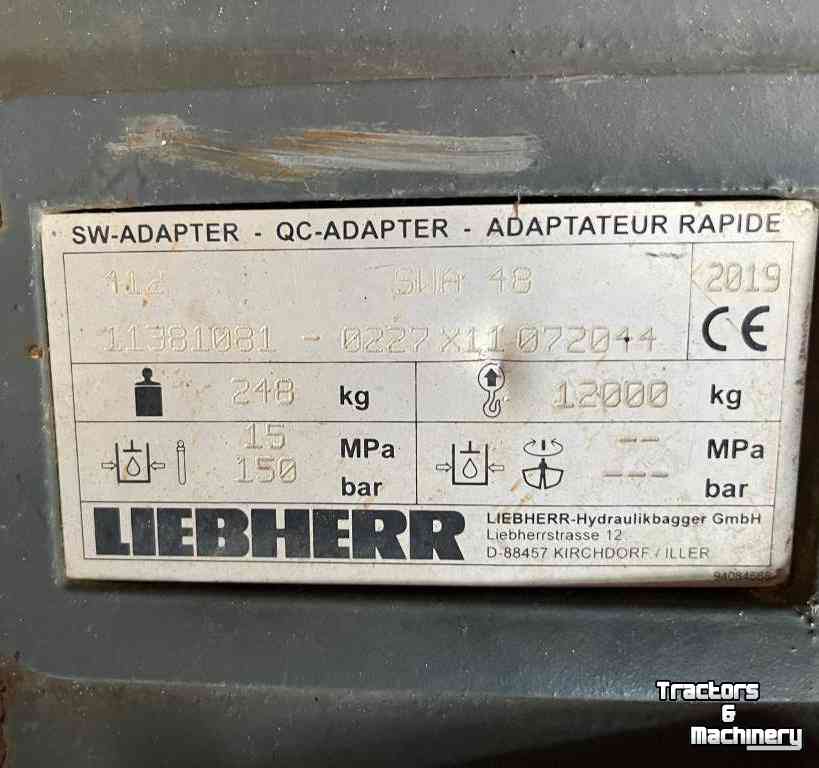 SW-ADAPTER - QC-ADAPTER - ADAPTATEUR RAPIDE
412 SWA 48 2019
11381081 - 0227 X11 072044
CE
248 kg 12000 kg
15 MPa -- MPa
150 bar --- bar
LIEBHERR
LIEBHERR-Hydraulikbagger GmbH
Liebherrstrasse 12
D-88457 KIRCHDORF / ILLER
Tractors
&
Machinery